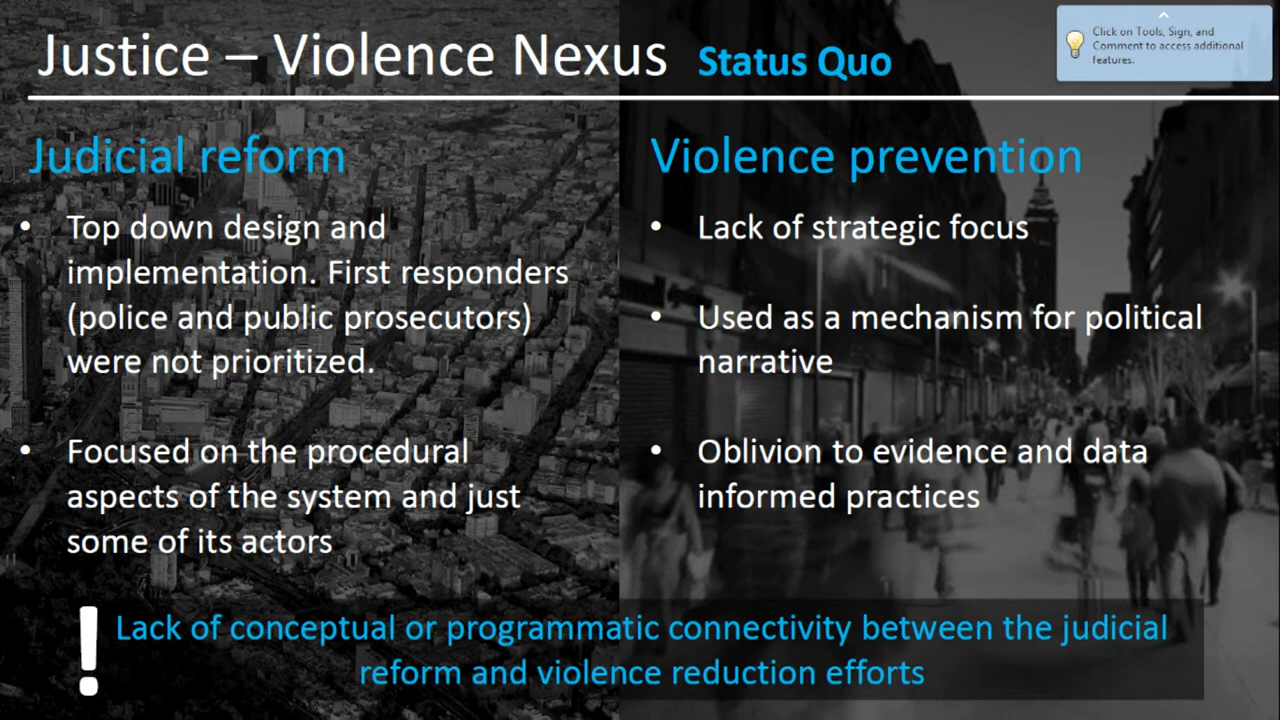 Justice – Violence Nexus Status Quo
Click on Tools, Sign, and
Comment to access additional
features.
Judicial reform
• Top down design and
implementation. First responders
(police and public prosecutors)
were not prioritized.
• Focused on the procedural
aspects of the system and just
some of its actors
Violence prevention
• Lack of strategic focus
• Used as a mechanism for political
narrative
• Oblivion to evidence and data
informed practices
! Lack of conceptual or programmatic connectivity between the judicial
reform and violence reduction efforts